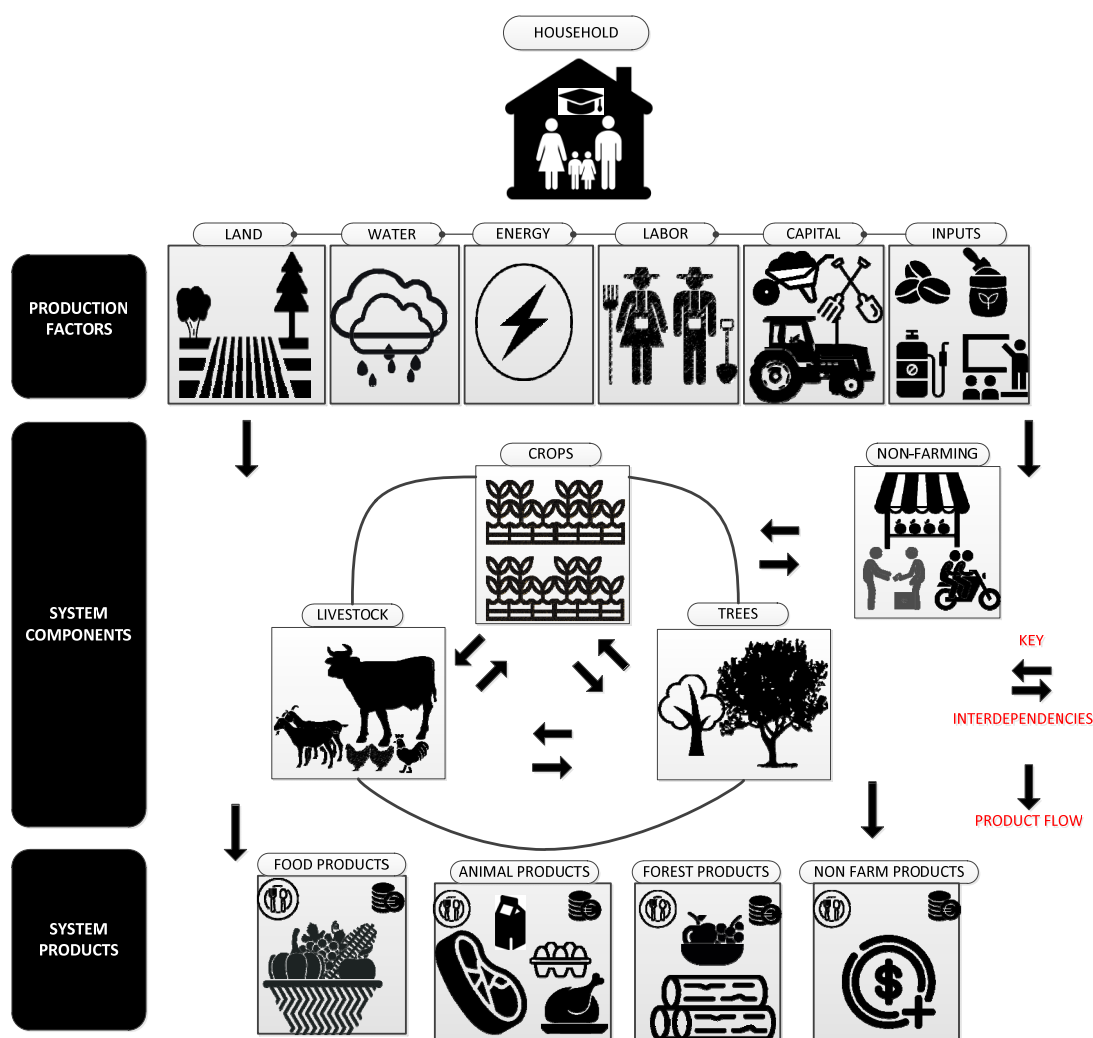 HOUSEHOLD
LAND
WATER
ENERGY
LABOR
CAPITAL
INPUTS
PRODUCTION
FACTORS
CROPS
NON-FARMING
SYSTEM
COMPONENTS
LIVESTOCK
TREES
KEY
INTERDEPENDENCIES
PRODUCT FLOW
SYSTEM
PRODUCTS
FOOD PRODUCTS
ANIMAL PRODUCTS
FOREST PRODUCTS
NON FARM PRODUCTS
$